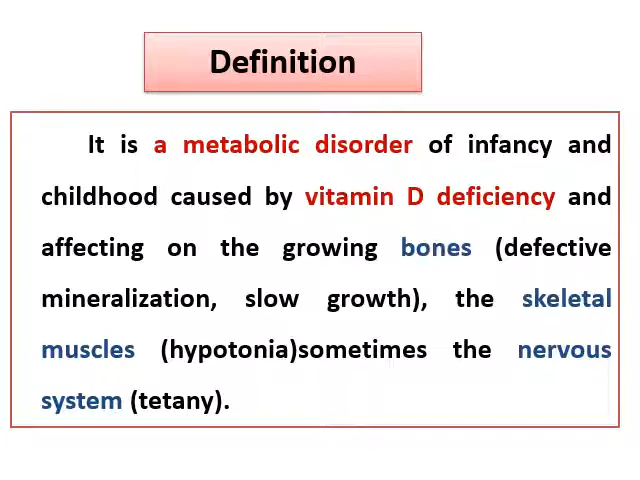 Definition
It is a metabolic disorder of infancy and
childhood caused by vitamin D deficiency and
affecting on the growing bones (defective
mineralization, slow growth), the skeletal
muscles (hypotonia)sometimes the nervous
system (tetany).